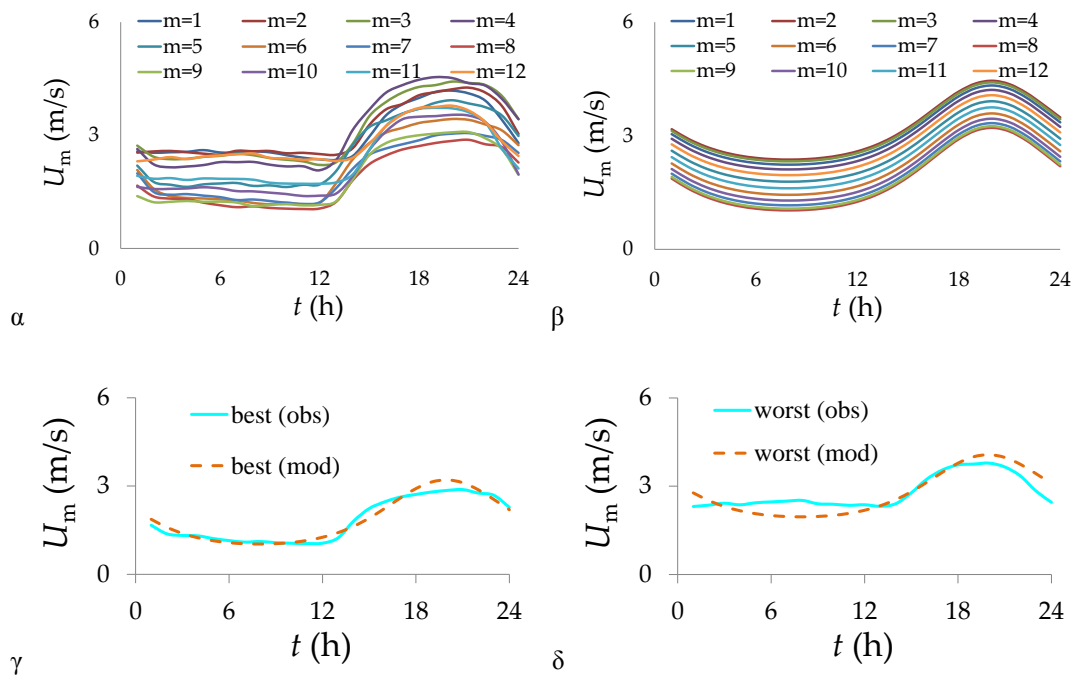 6
m=1 m=2 m=3 m=4
m=5 m=6 m=7 m=8
m=9 m=10 m=11 m=12
3
0
Um (m/s)
0 6 12 18 24
t (h)
α
6
m=1 m=2 m=3 m=4
m=5 m=6 m=7 m=8
m=9 m=10 m=11 m=12
3
0
Um (m/s)
0 6 12 18 24
t (h)
β
6
best (obs)
best (mod)
3
0
Um (m/s)
0 6 12 18 24
t (h)
γ
6
worst (obs)
worst (mod)
3
0
Um (m/s)
0 6 12 18 24
t (h)
δ